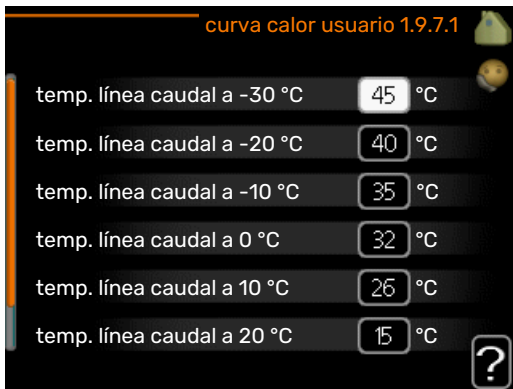 curva calor usuario 1.9.7.1
temp. línea caudal a -30 °C 45 °C
temp. línea caudal a -20 °C 40 °C
temp. línea caudal a -10 °C 35 °C
temp. línea caudal a 0 °C 32 °C
temp. línea caudal a 10 °C 26 °C
temp. línea caudal a 20 °C 15 °C
?